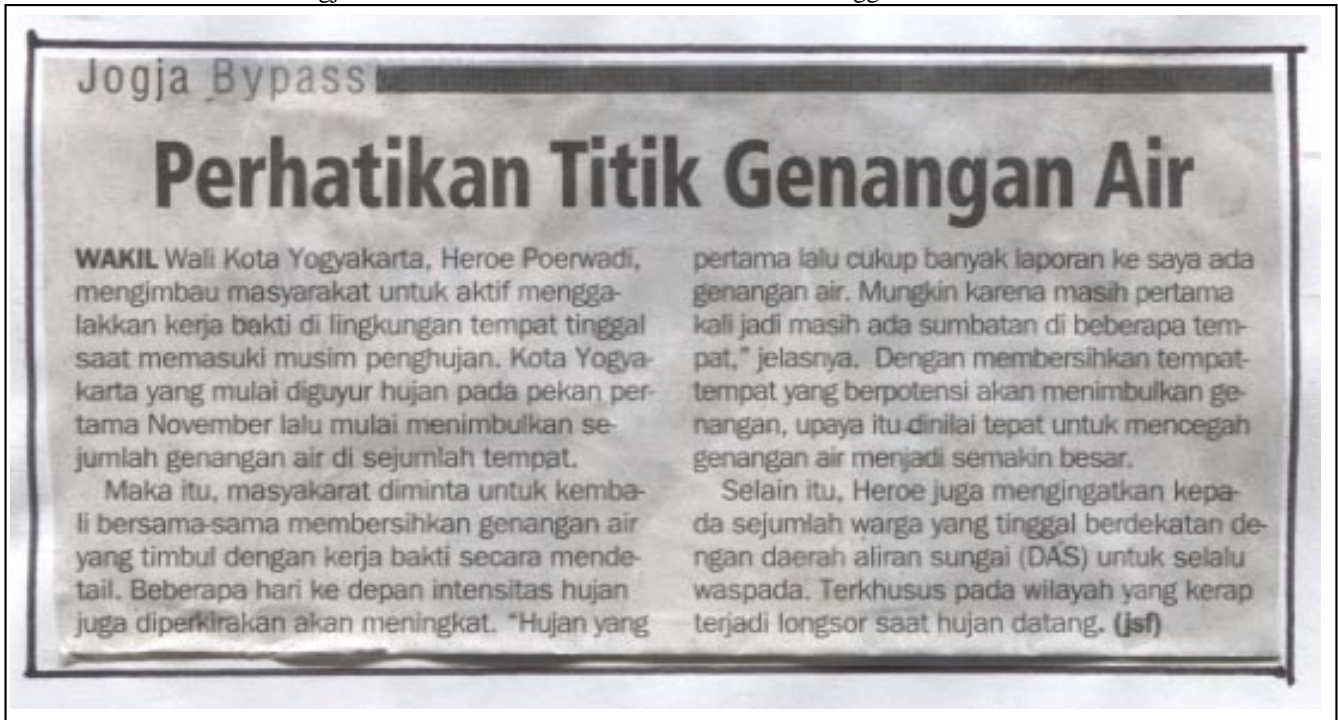 Jogja Bypass
Perhatikan Titik Genangan Air
WAKIL Wali Kota Yogyakarta, Heroe Poerwadi,
mengimbau masyarakat untuk aktif mengga-
lakkan kerja bakti di lingkungan tempat tinggal
saat memasuki musim penghujan. Kota Yogya-
karta yang mulai diguyur hujan pada pekan per-
tama November lalu mulai menimbulkan se-
jumlah genangan air di sejumlah tempat.
Maka itu, masyakarat diminta untuk kemba-
li bersama-sama membersihkan genangan air
yang timbul dengan kerja bakti secara mende-
tail. Beberapa hari ke depan intensitas hujan
juga diperkirakan akan meningkat. "Hujan yang
pertama lalu cukup banyak laporan ke saya ada
genangan air. Mungkin karena masih pertama
kali jadi masih ada sumbatan di beberapa tem-
pat," jelasnya. Dengan membersihkan tempat-
tempat yang berpotensi akan menimbulkan ge-
nangan, upaya itu dinilai tepat untuk mencegah
genangan air menjadi semakin besar.
Selain itu, Heroe juga mengingatkan kepa-
da sejumlah warga yang tinggal berdekatan de-
ngan daerah aliran sungai (DAS) untuk selalu
waspada. Terkhusus pada wilayah yang kerap
terjadi longsor saat hujan datang. (jsf)